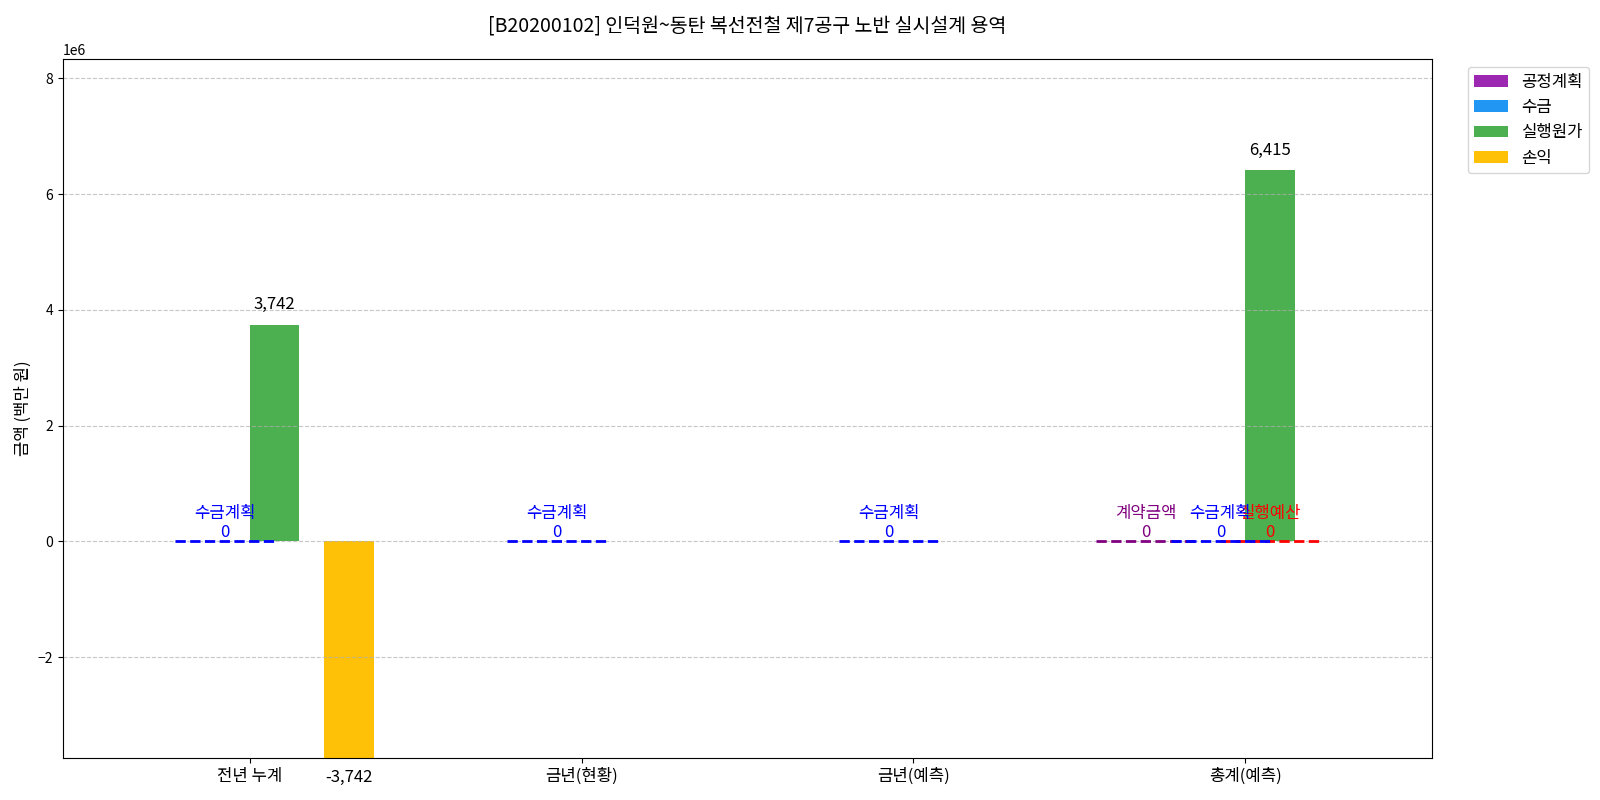 [B20200102] 인덕원~동탄 복선전철 제7공구 노반 실시설계 용역
1e6
8
6
4
2
0
−2
금액 (백만 원)
3,742
6,415
수금계획
0
수금계획
0
수금계획
0
계약금액
0
수금계획
0
실행예산
0
-3,742
전년 누계
금년(현황)
금년(예측)
총계(예측)
공정계획
수금
실행원가
손익